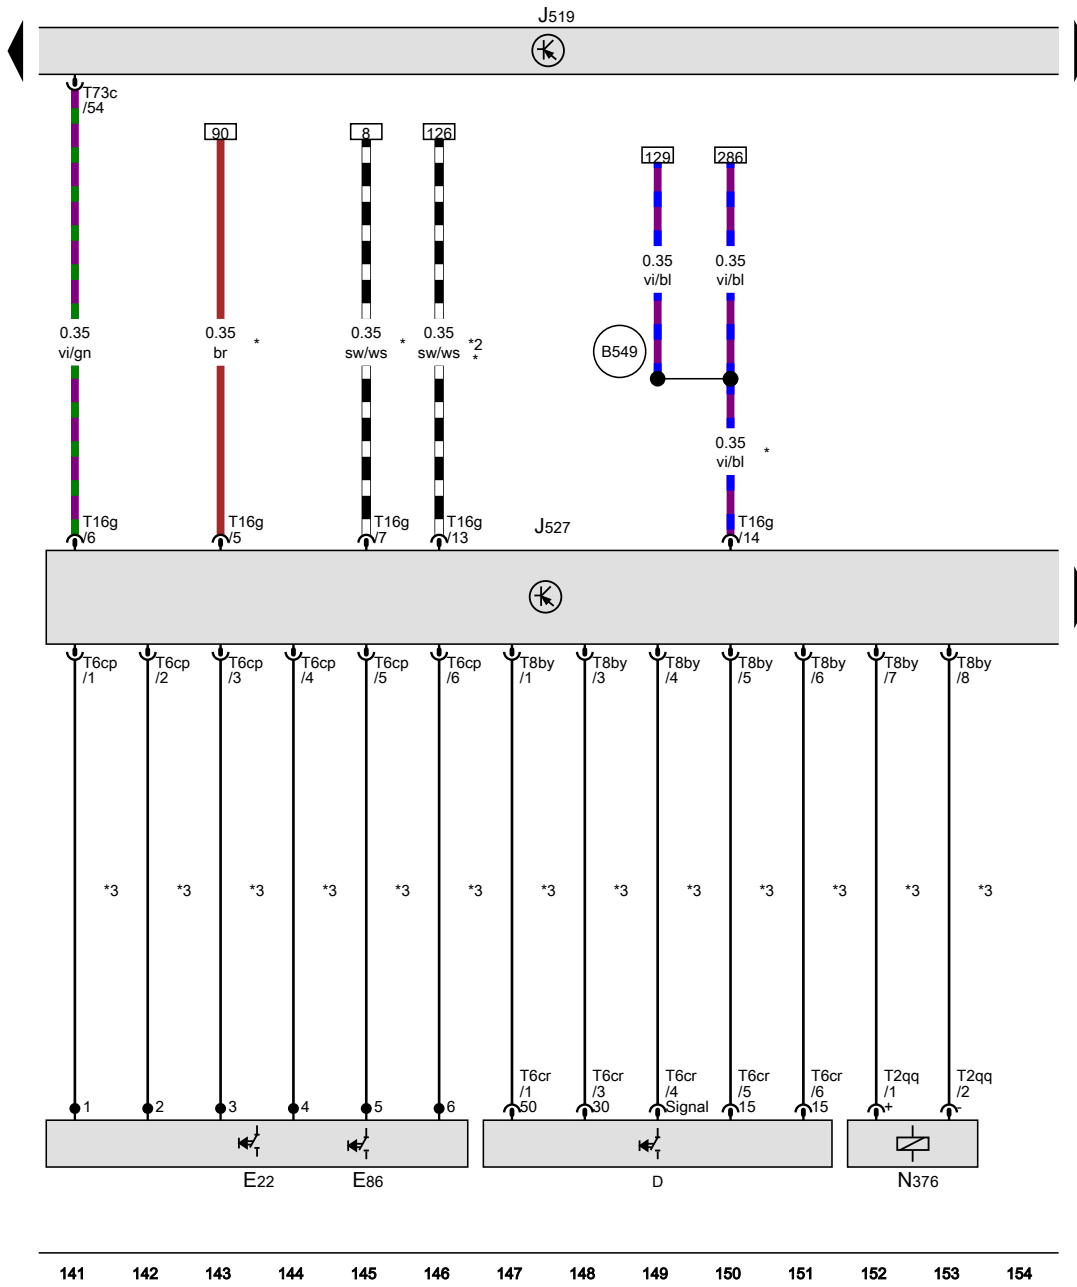 J519
T73c
/54
90
8
126
129
286
0.35
vi/bl
0.35
vi/bl
0.35
vi/gn
0.35
br
*
0.35
sw/ws
*
0.35
sw/ws
*2
*
B549
0.35
vi/bl
*
T16g
/6
T16g
/5
T16g
/7
T16g
/13
J527
T16g
/14
T6cp
/1
T6cp
/2
T6cp
/3
T6cp
/4
T6cp
/5
T6cp
/6
T8by
/1
T8by
/3
T8by
/4
T8by
/5
T8by
/6
T8by
/7
T8by
/8
*3
*3
*3
*3
*3
*3
*3
*3
*3
*3
*3
*3
*3
1
2
3
4
5
6
T6cr
/1
50
T6cr
/3
30
T6cr
/4
Signal
T6cr
/5
15
T6cr
/6
15
T2qq
/1
+
T2qq
/2
-
E22
E86
D
N376
141
142
143
144
145
146
147
148
149
150
151
152
153
154